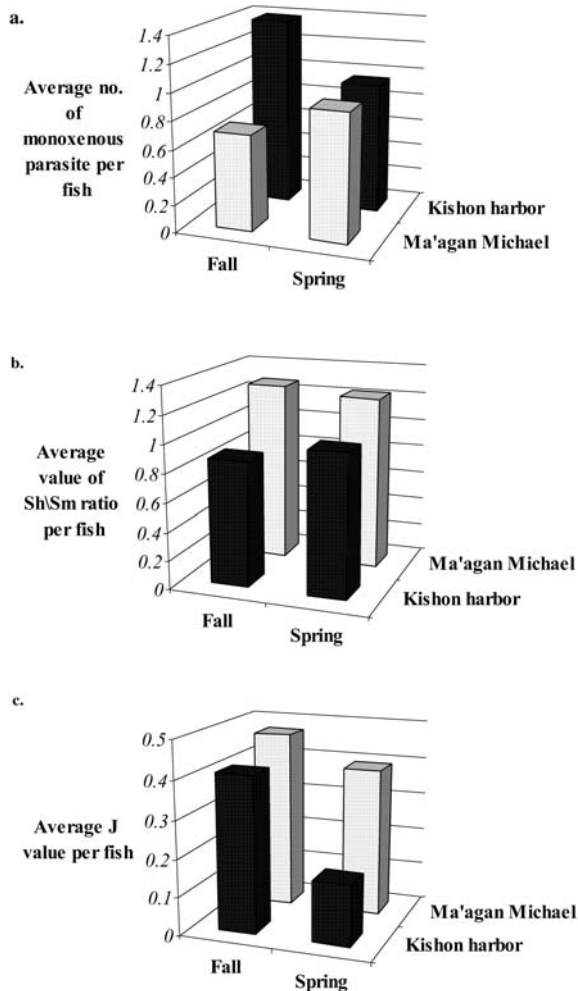 a.
Average no.
of
monoxenous
parasite per
fish
1.4
1.2
1
0.8
0.6
0.4
0.2
0
Fall
Spring
Kishon harbor
Ma'agan Michael
b.
Average
value of
Sh\Sm ratio
per fish
1.4
1.2
1
0.8
0.6
0.4
0.2
0
Fall
Spring
Ma'agan Michael
Kishon harbor
c.
Average J
value per fish
0.5
0.4
0.3
0.2
0.1
0
Fall
Spring
Ma'agan Michael
Kishon harbor